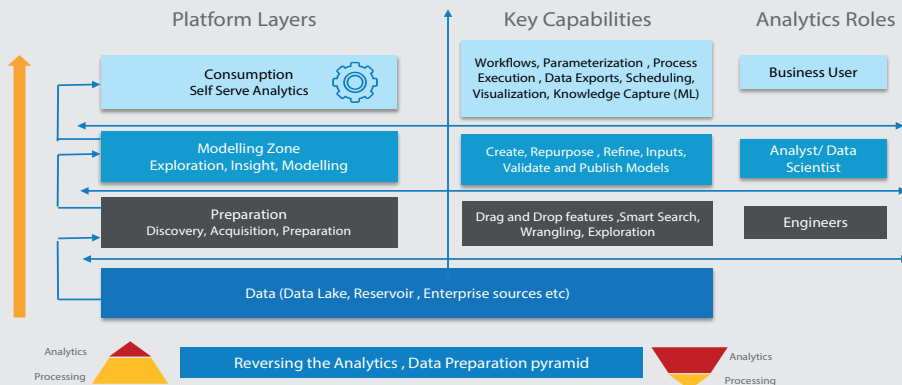 Platform Layers
Key Capabilities
Analytics Roles
Consumption
Self Serve Analytics
Workflows, Parameterization , Process
Execution , Data Exports, Scheduling,
Visualization, Knowledge Capture (ML)
Business User
Modelling Zone
Exploration, Insight, Modelling
Create, Repurpose , Refine, Inputs,
Validate and Publish Models
Analyst/ Data
Scientist
Preparation
Discovery, Acquisition, Preparation
Drag and Drop features ,Smart Search,
Wrangling, Exploration
Engineers
Data (Data Lake, Reservoir , Enterprise sources etc)
Analytics
Processing
Reversing the Analytics , Data Preparation pyramid
Analytics
Processing